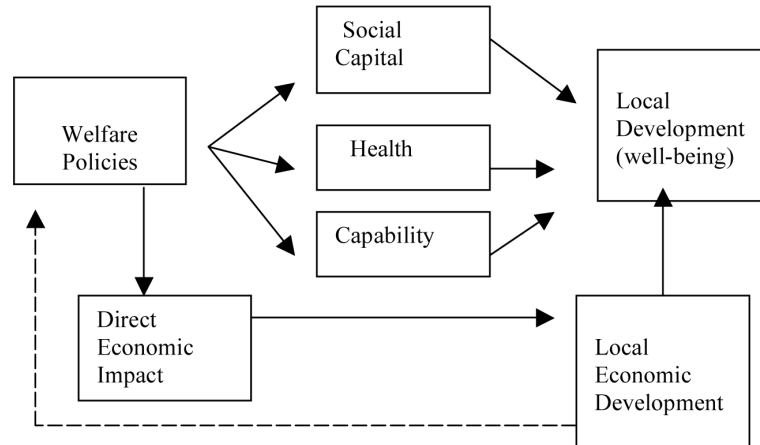 Social
Capital
Welfare
Policies
Health
Capability
Local
Development
(well-being)
Direct
Economic
Impact
Local
Economic
Development